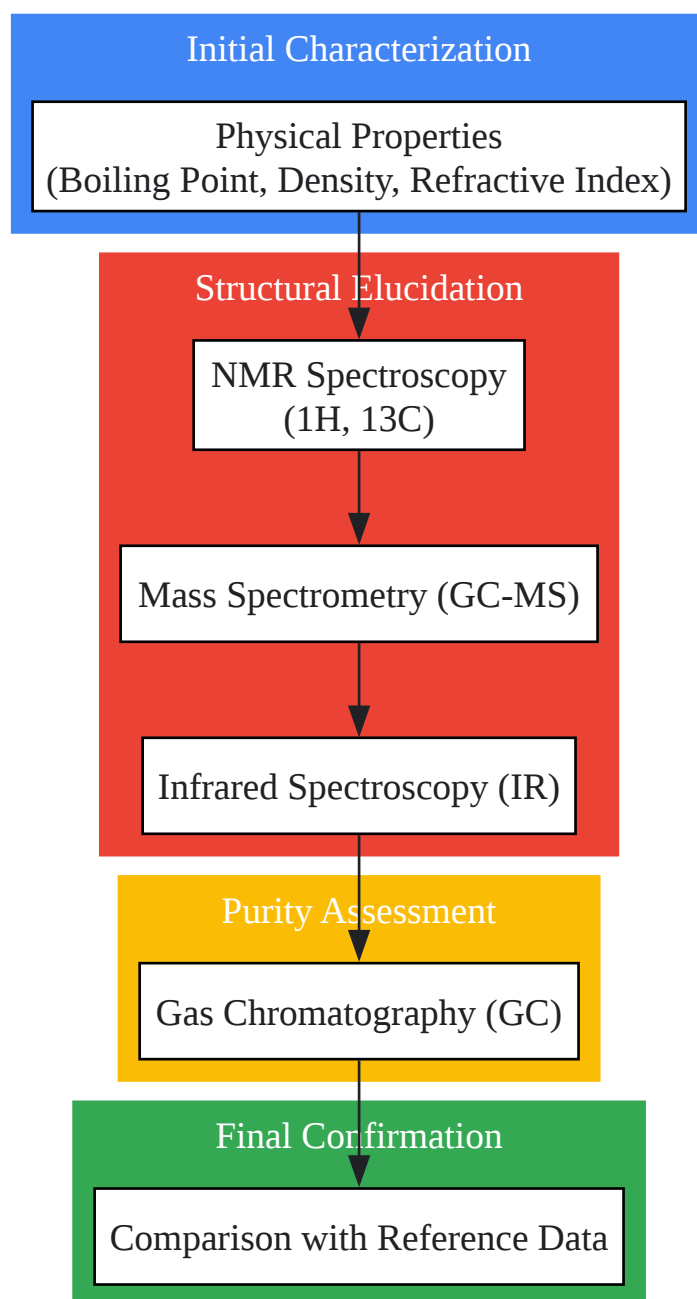 Initial Characterization
Physical Properties
(Boiling Point, Density, Refractive Index)
Structural Elucidation
NMR Spectroscopy
(1H, 13C)
Mass Spectrometry (GC-MS)
Infrared Spectroscopy (IR)
Purity Assessment
Gas Chromatography (GC)
Final Confirmation
Comparison with Reference Data